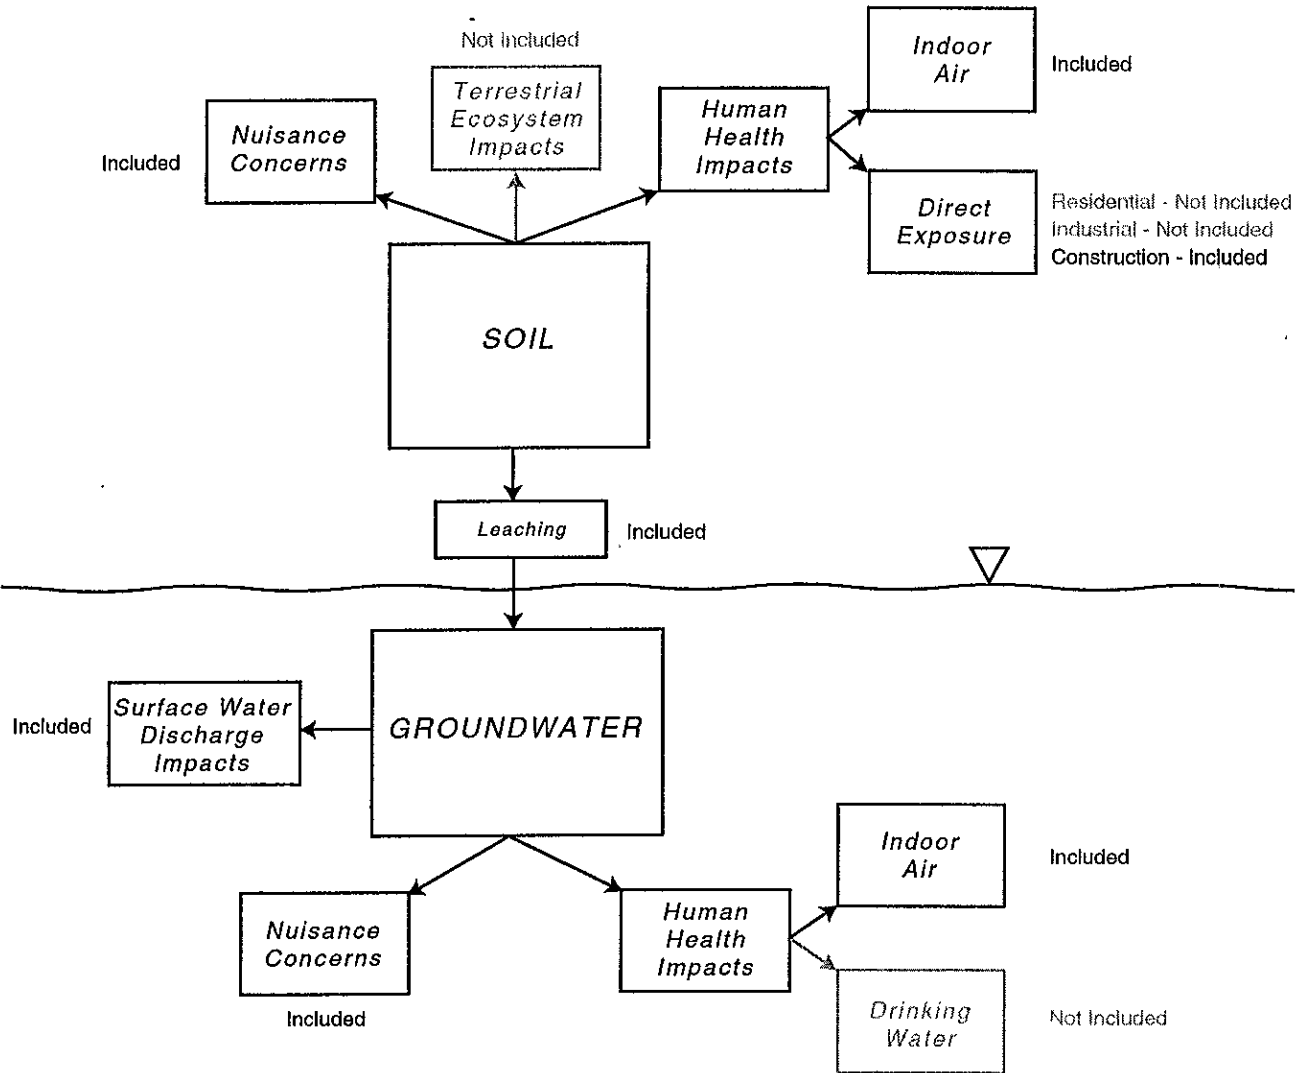 Not Included
Indoor
Air
Included
Terrestrial
Ecosystem
Impacts
Human
Health
Impacts
Nuisance
Concerns
Included
Direct
Exposure
Residential - Not Included
Industrial - Not Included
Construction - Included
SOIL
Leaching
Included
Surface Water
Discharge
Impacts
Included
GROUNDWATER
Indoor
Air
Included
Nuisance
Concerns
Included
Human
Health
Impacts
Drinking
Water
Not Included